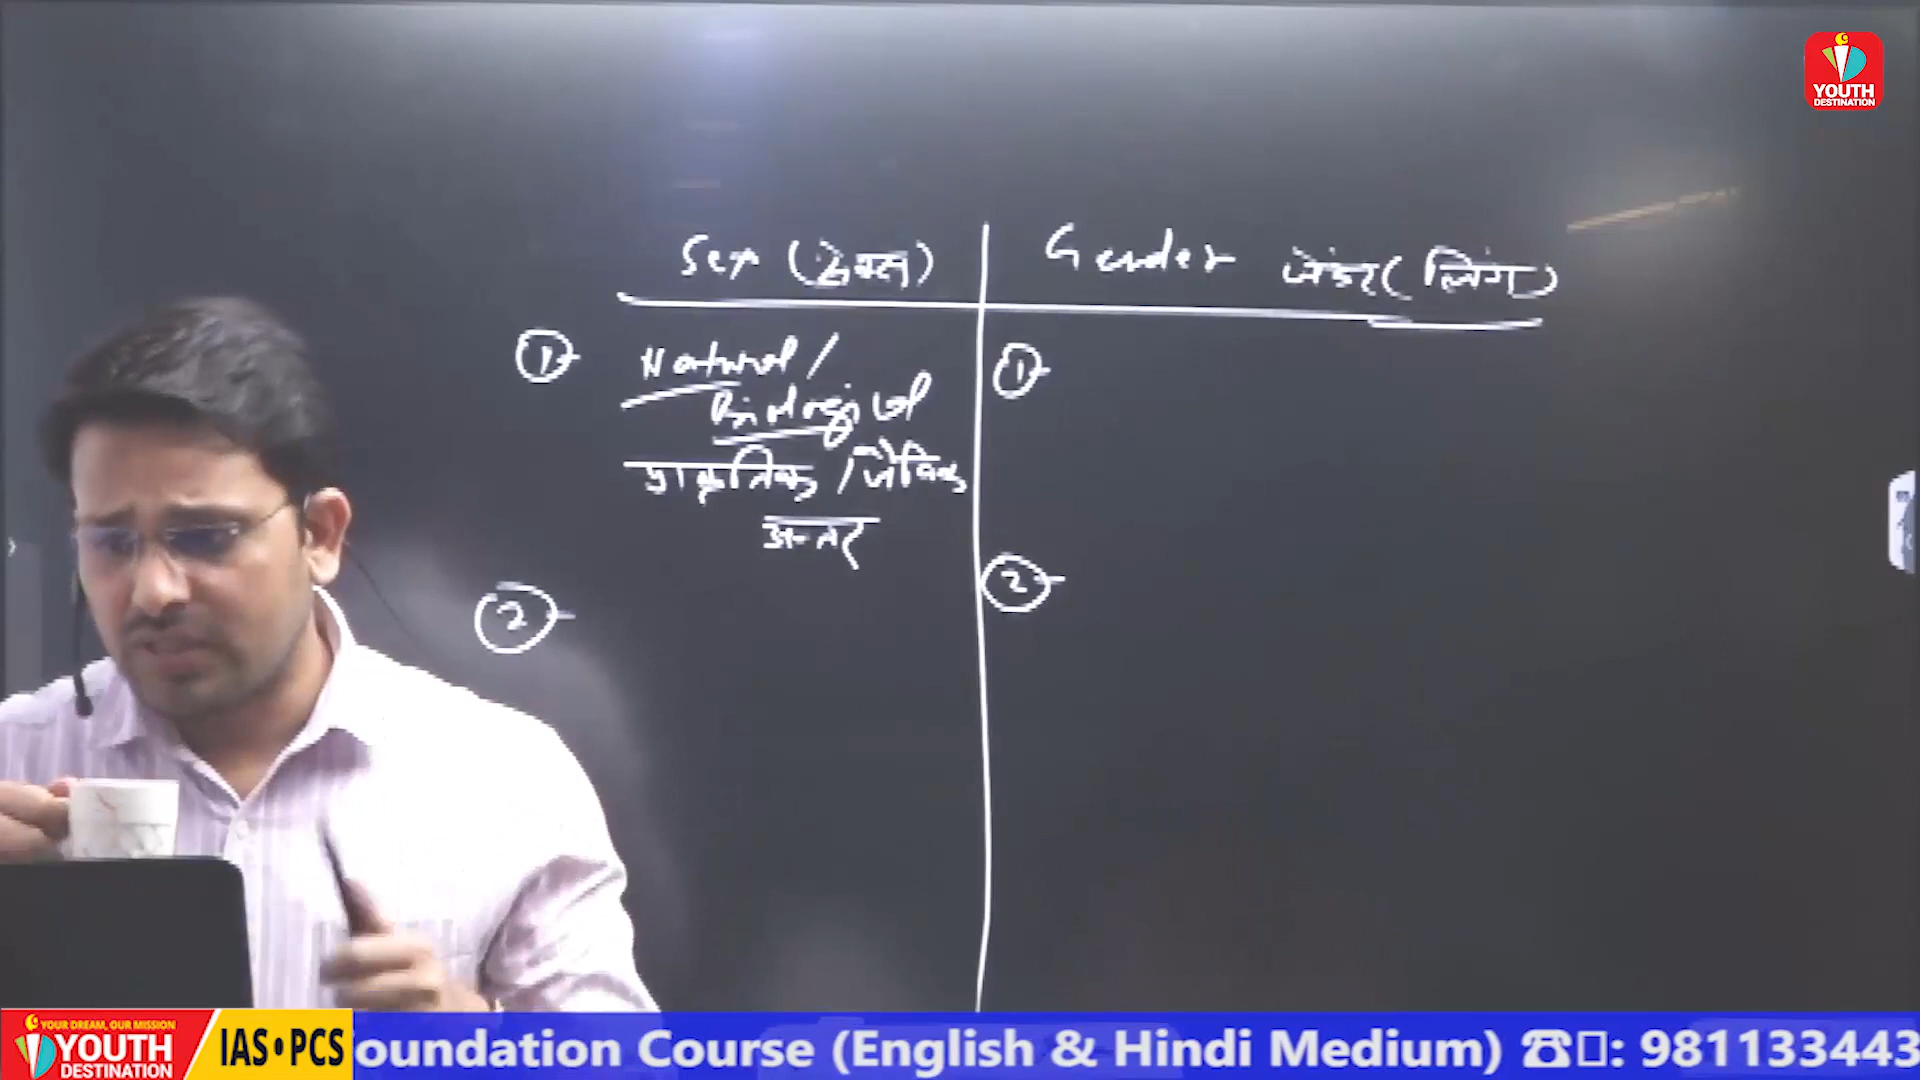 YOUTH
DESTINATION
Sex (सेक्स) Gender जेंडर (लिंग)
① Natural / ①
Biological
प्राकृतिक / जैविक
अन्तर
② ②
YOUR DREAM, OUR MISSION
YOUTH
DESTINATION
IAS•PCS
oundation Course (English & Hindi Medium) ☎: 981133443